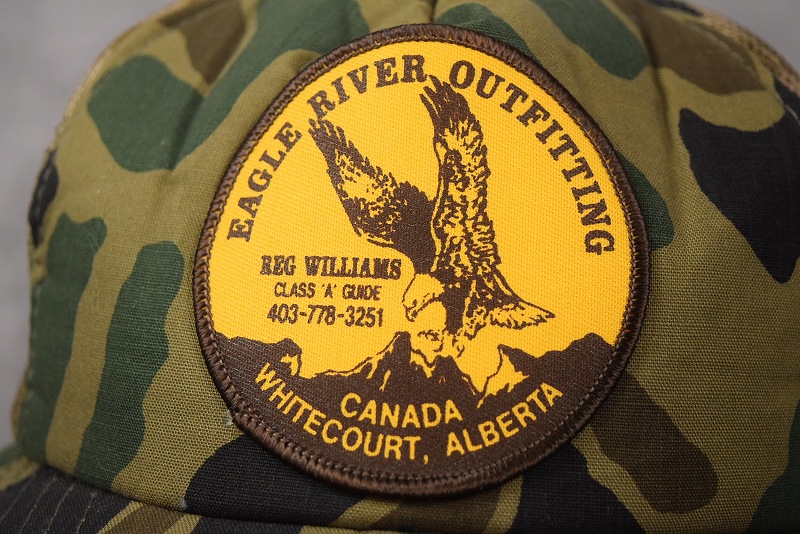 EAGLE RIVER OUTFITTING
REG WILLIAMS
CLASS 'A' GUIDE
403-778-3251
CANADA
WHITECOURT, ALBERTA